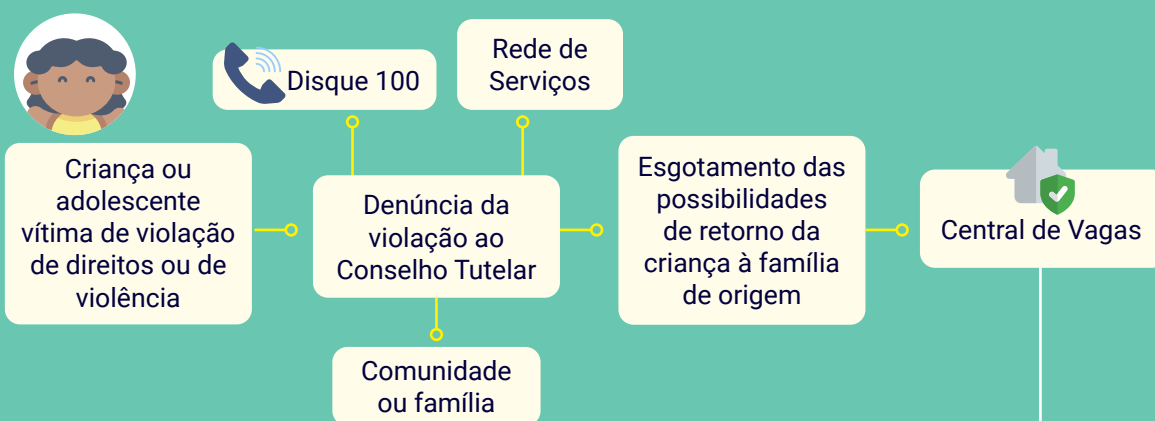 Criança ou
adolescente
vítima de violação
de direitos ou de
violência
Disque 100
Rede de
Serviços
Denúncia da
violação ao
Conselho Tutelar
Comunidade
ou família
Esgotamento das
possibilidades
de retorno da
criança à família
de origem
Central de Vagas